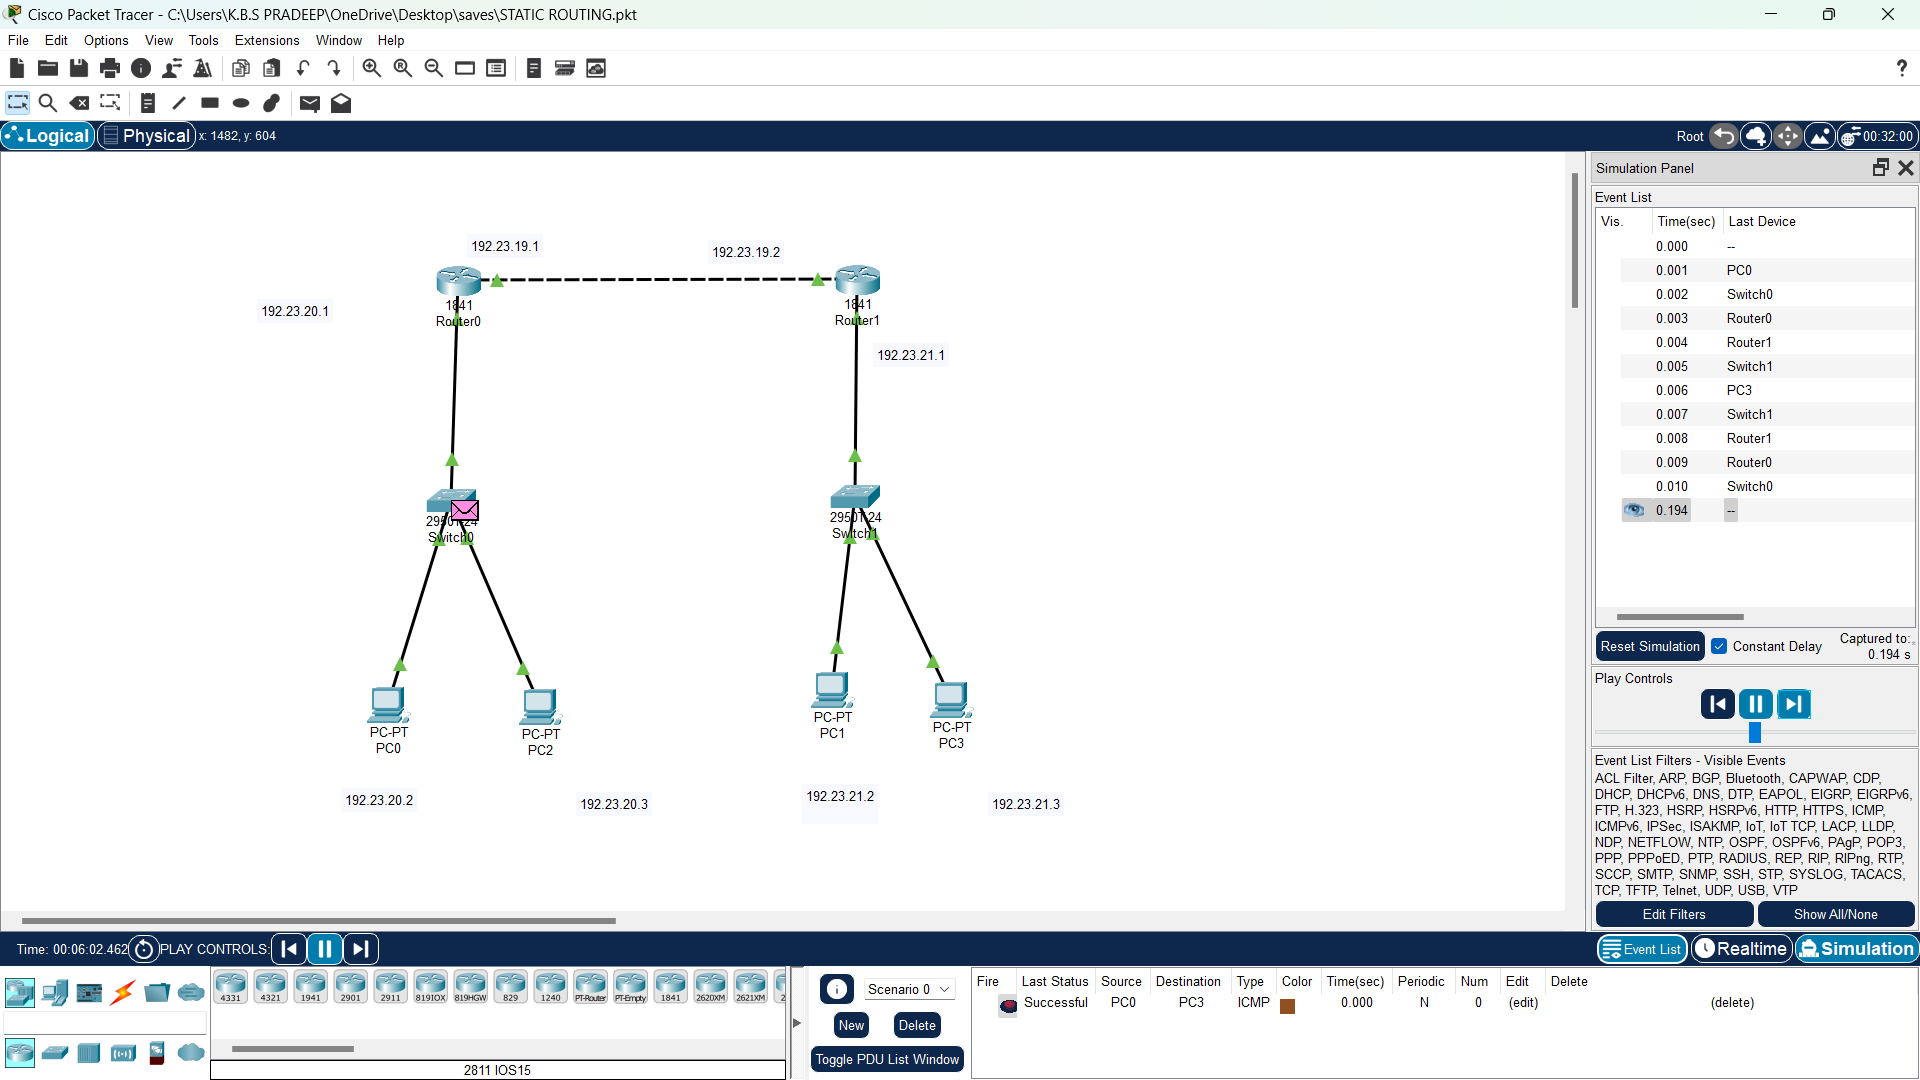 Cisco Packet Tracer - C:\Users\K.B.S PRADEEP\OneDrive\Desktop\saves\STATIC ROUTING.pkt
File Edit Options View Tools Extensions Window Help
?
Logical Physical x: 1482, y: 604 Root 00:32:00
192.23.19.1
192.23.19.2
192.23.20.1
1841
Router0
1841
Router1
192.23.21.1
2950T-24
Switch0
2950T-24
Switch1
PC-PT
PC0
PC-PT
PC2
PC-PT
PC1
PC-PT
PC3
192.23.20.2
192.23.20.3
192.23.21.2
192.23.21.3
Simulation Panel
Event List
Vis. Time(sec) Last Device
0.000 --
0.001 PC0
0.002 Switch0
0.003 Router0
0.004 Router1
0.005 Switch1
0.006 PC3
0.007 Switch1
0.008 Router1
0.009 Router0
0.010 Switch0
0.194 --
Reset Simulation Constant Delay Captured to:
0.194 s
Play Controls
Event List Filters - Visible Events
ACL Filter, ARP, BGP, Bluetooth, CAPWAP, CDP,
DHCP, DHCPv6, DNS, DTP, EAPOL, EIGRP, EIGRPv6,
FTP, H.323, HSRP, HSRPv6, HTTP, HTTPS, ICMP,
ICMPv6, IPSec, ISAKMP, IoT, IoT TCP, LACP, LLDP,
NDP, NETFLOW, NTP, OSPF, OSPFv6, PAgP, POP3,
PPP, PPPoED, PTP, RADIUS, REP, RIP, RIPng, RTP,
SCCP, SMTP, SNMP, SSH, STP, SYSLOG, TACACS,
TCP, TFTP, Telnet, UDP, USB, VTP
Edit Filters Show All/None
Time: 00:06:02.462 PLAY CONTROLS: Event List Realtime Simulation
4331 4321 1941 2901 2911 819IOX 819HGW 829 1240 PT-Router PT-Empty 1841 2620XM 2621XM 2
2811 IOS15
Scenario 0
New Delete
Toggle PDU List Window
Fire Last Status Source Destination Type Color Time(sec) Periodic Num Edit Delete
Successful PC0 PC3 ICMP 0.000 N 0 (edit) (delete)